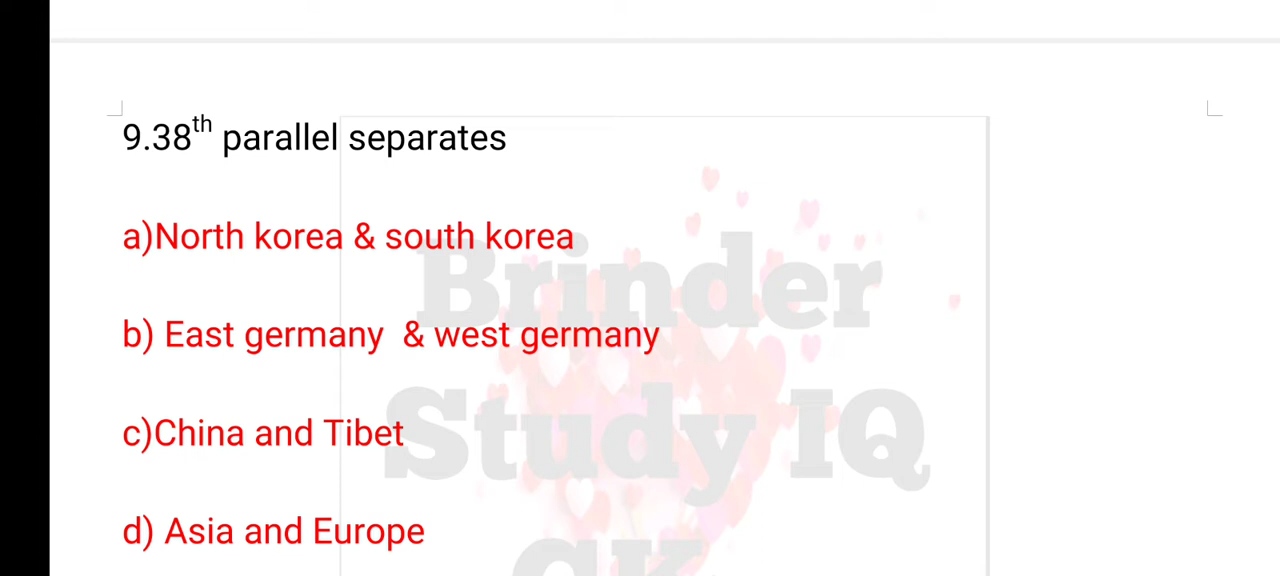 9.38th parallel separates
a)North korea & south korea
b) East germany & west germany
c)China and Tibet
d) Asia and Europe
Brinder
Study IQ
GK